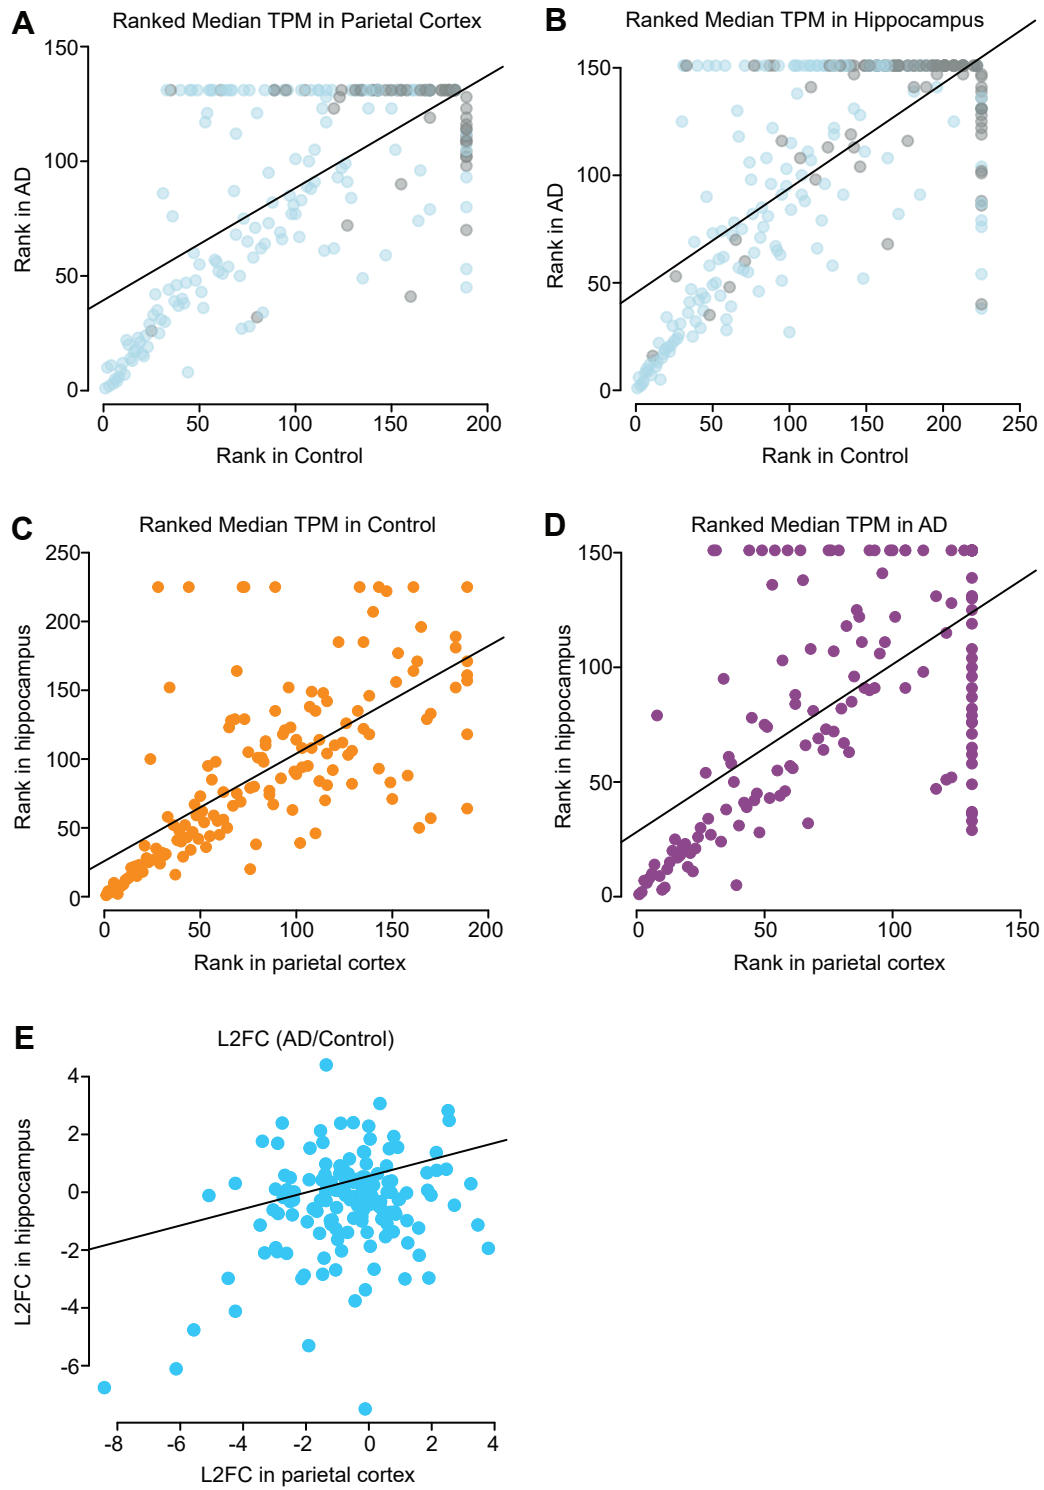 A
Ranked Median TPM in Parietal Cortex
150
100
50
0
Rank in AD
0 50 100 150 200
Rank in Control
B
Ranked Median TPM in Hippocampus
150
100
50
0
Rank in AD
0 50 100 150 200 250
Rank in Control
C
Ranked Median TPM in Control
250
200
150
100
50
0
Rank in hippocampus
0 50 100 150 200
Rank in parietal cortex
D
Ranked Median TPM in AD
150
100
50
0
Rank in hippocampus
0 50 100 150
Rank in parietal cortex
E
L2FC (AD/Control)
4
2
0
-2
-4
-6
L2FC in hippocampus
-8 -6 -4 -2 0 2 4
L2FC in parietal cortex